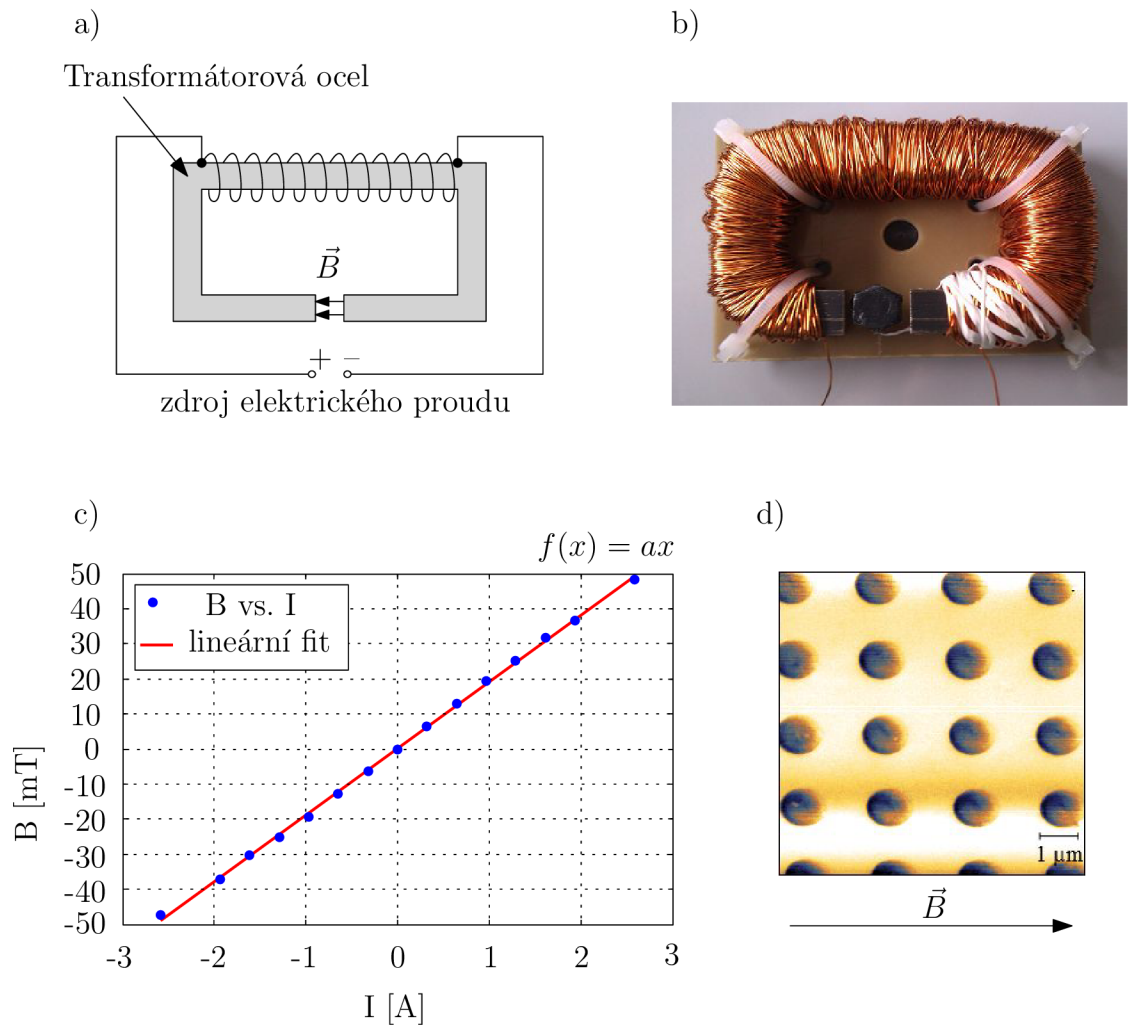 a)
Transformátorová ocel
B⃗
+ −
zdroj elektrického proudu
b)
c)
f(x) = ax
B vs. I
lineární fit
50
40
30
20
10
0
-10
-20
-30
-40
-50
B [mT]
-3 -2 -1 0 1 2 3
I [A]
d)
1 μm
B⃗